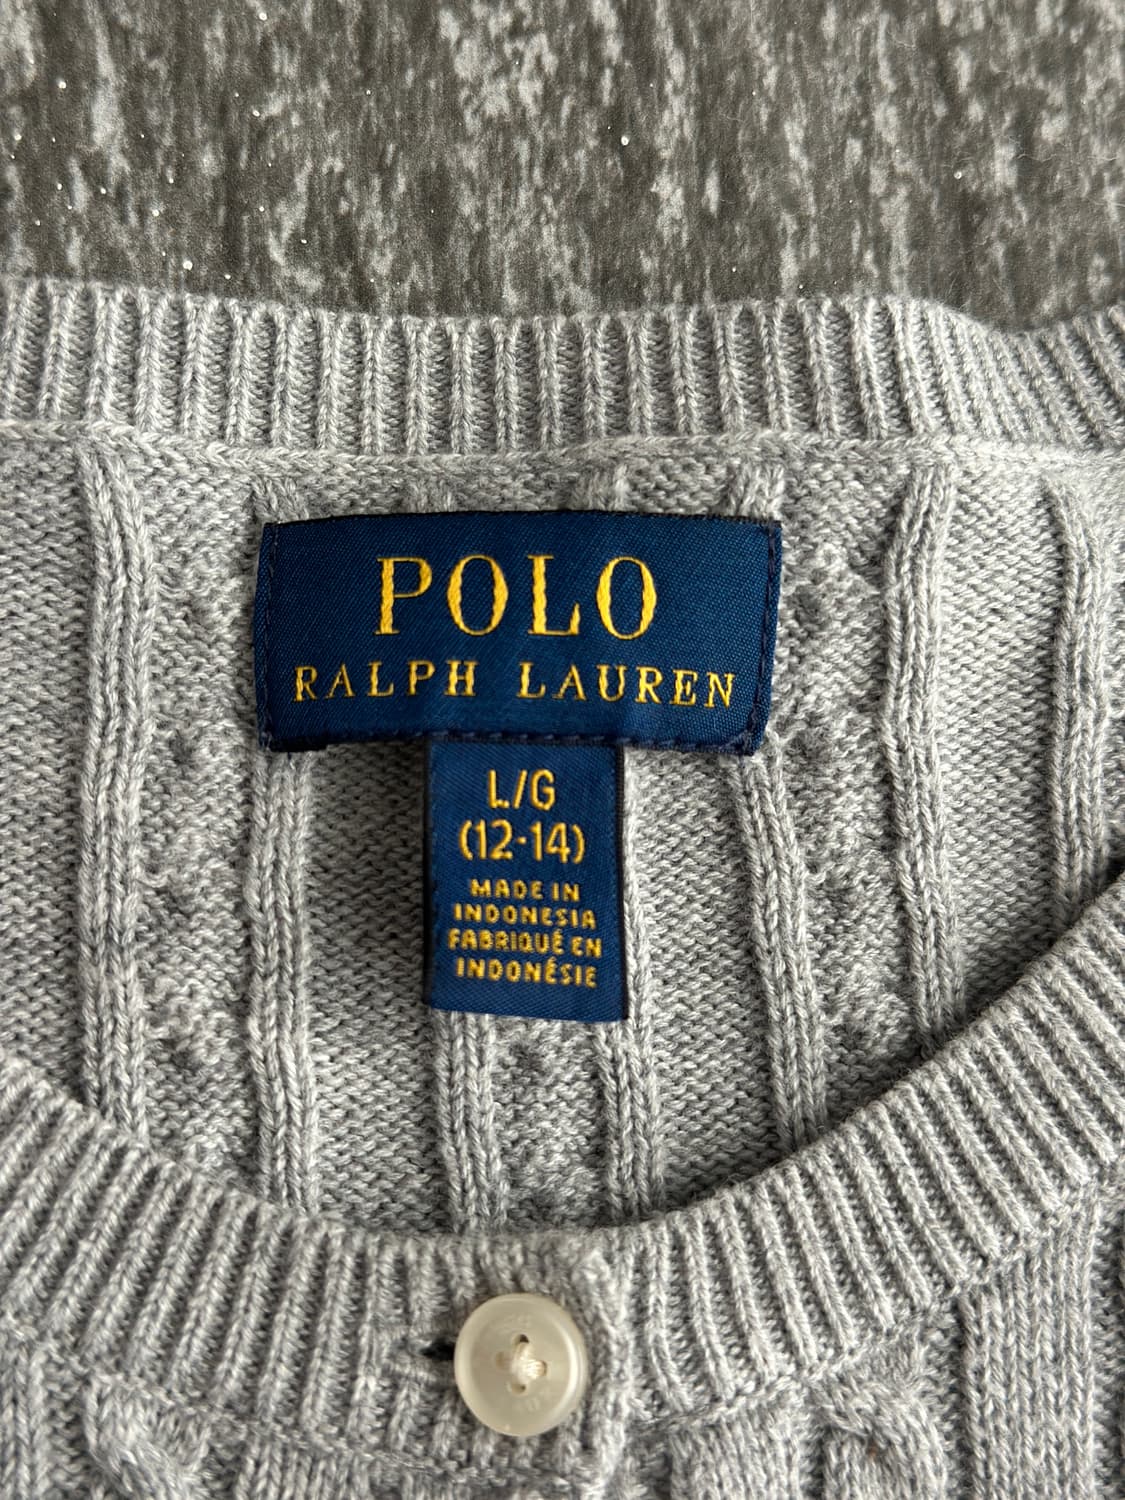 POLO
RALPH LAUREN
L/G
(12-14)
MADE IN
INDONESIA
FABRIQUÉ EN
INDONÉSIE